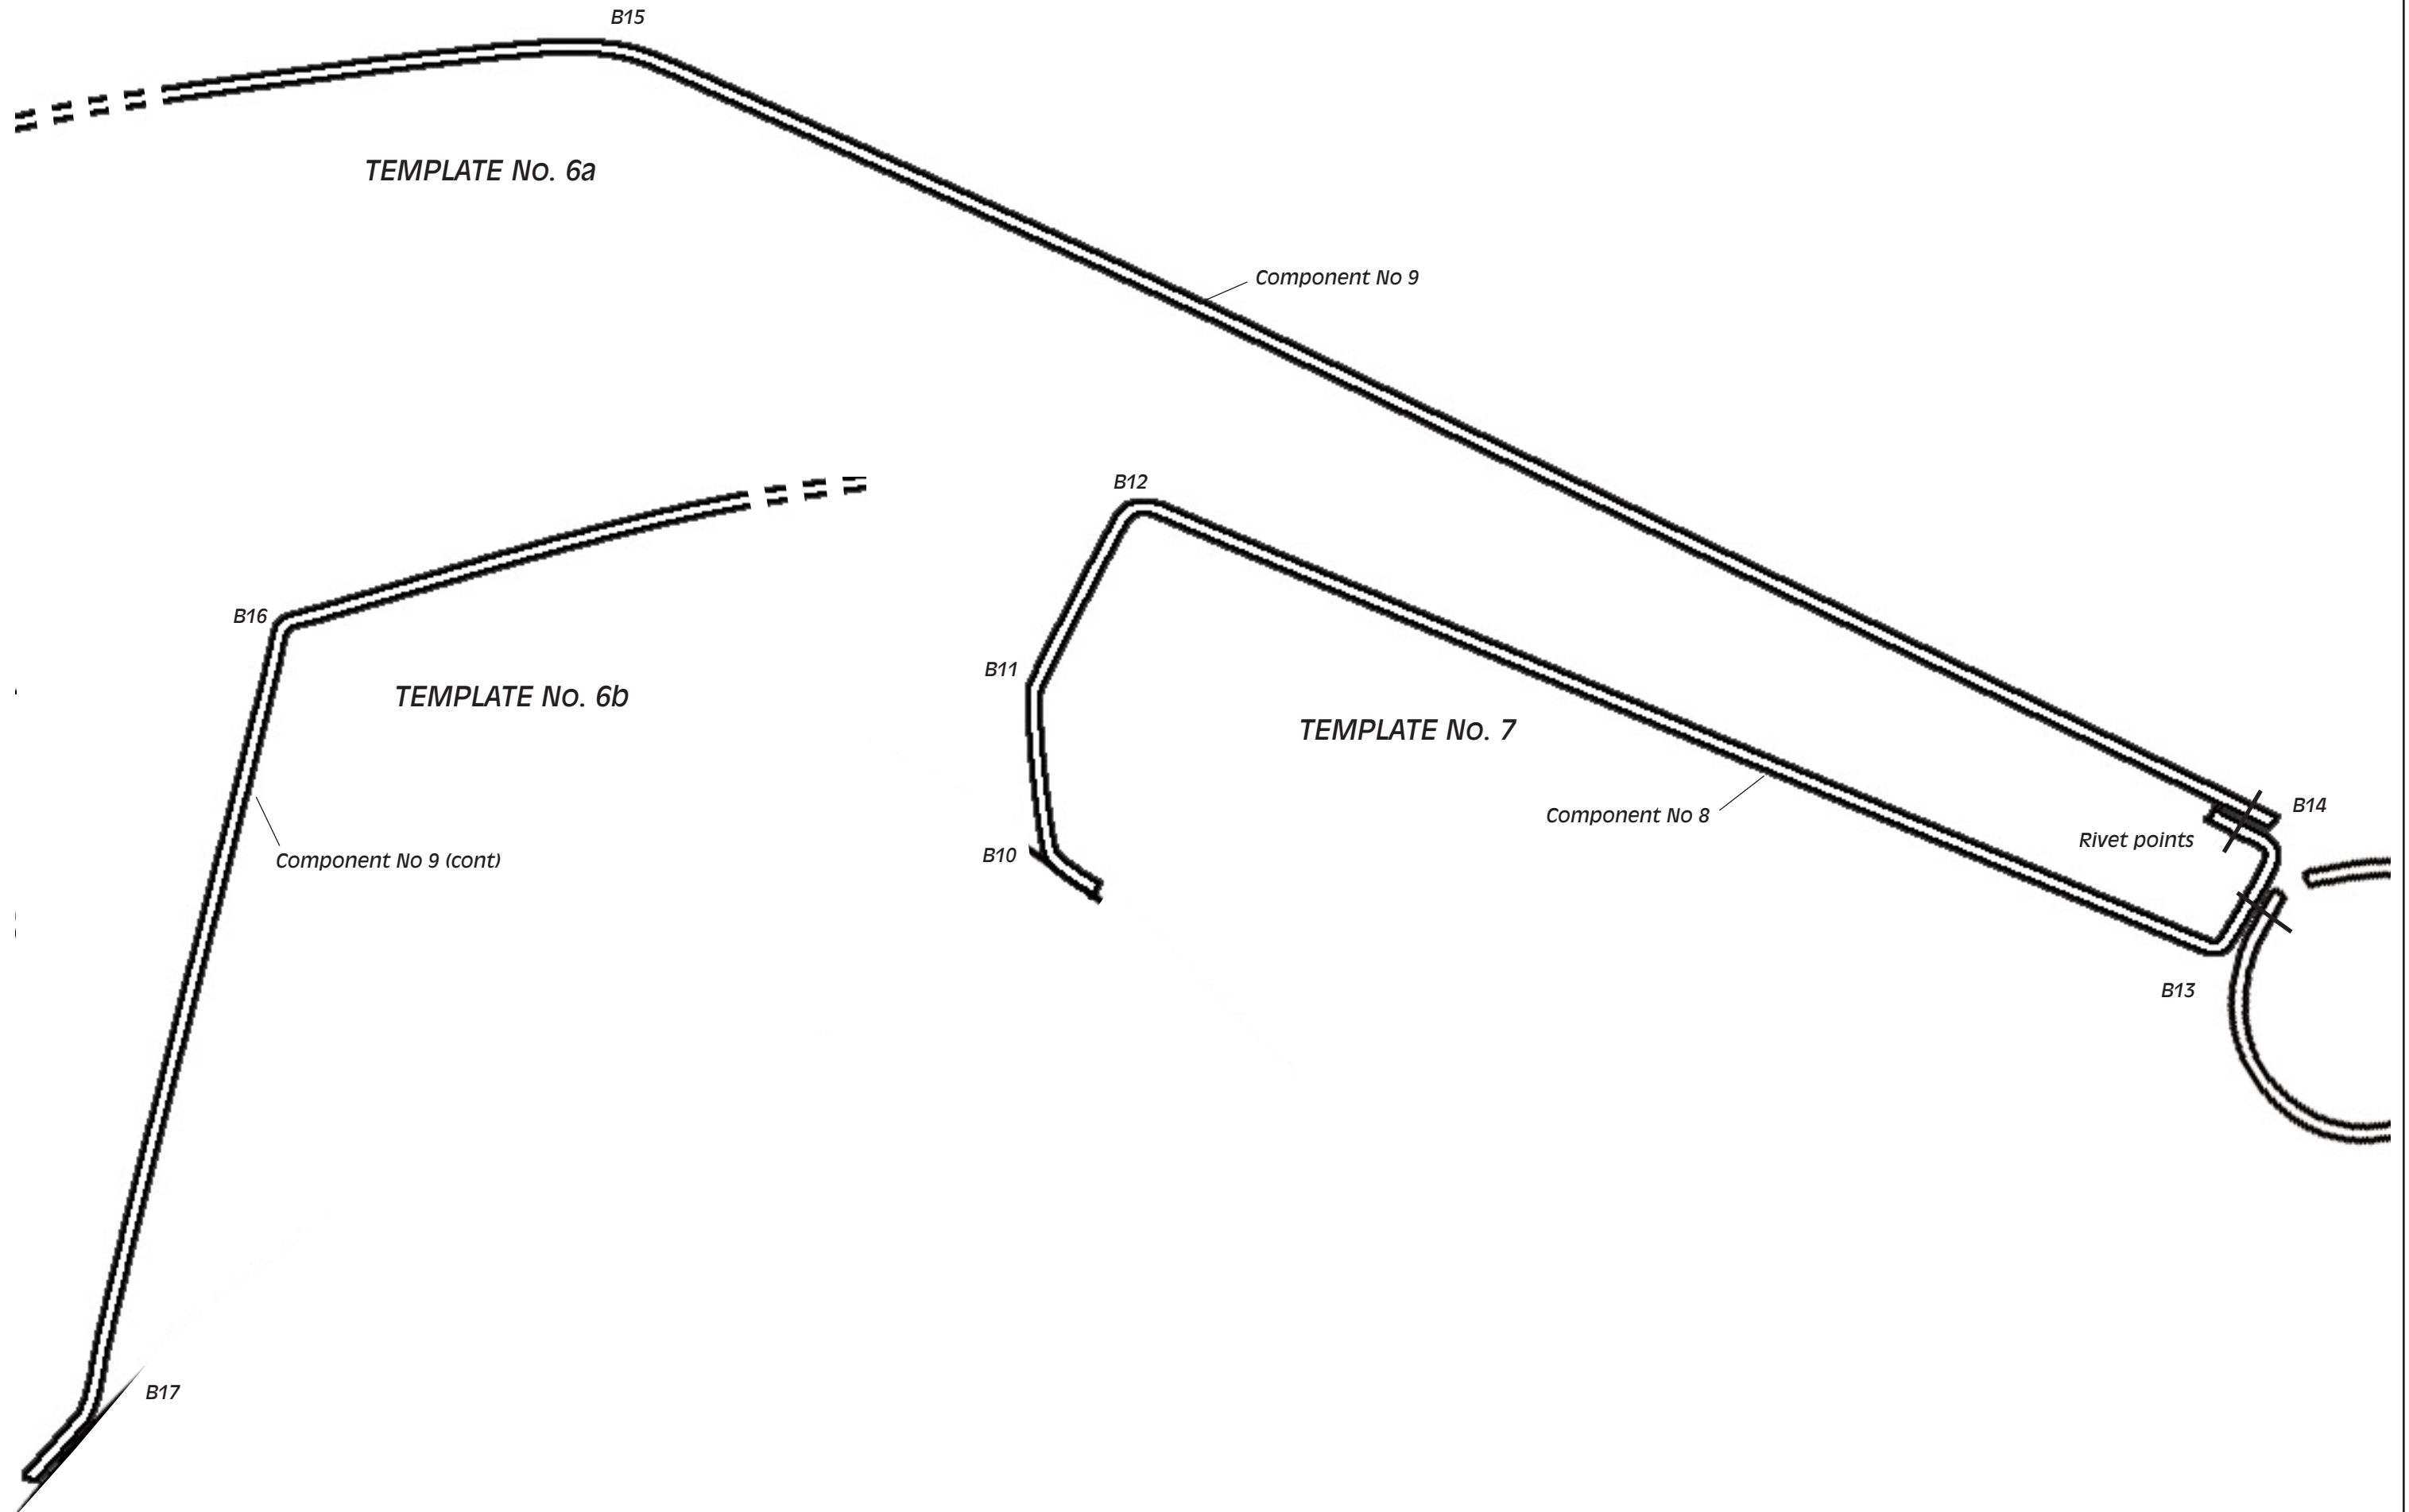 B15
TEMPLATE No. 6a
Component No 9
B12
B16
B11
TEMPLATE No. 6b
TEMPLATE No. 7
B14
Component No 8
Rivet points
B10
Component No 9 (cont)
B13
B17